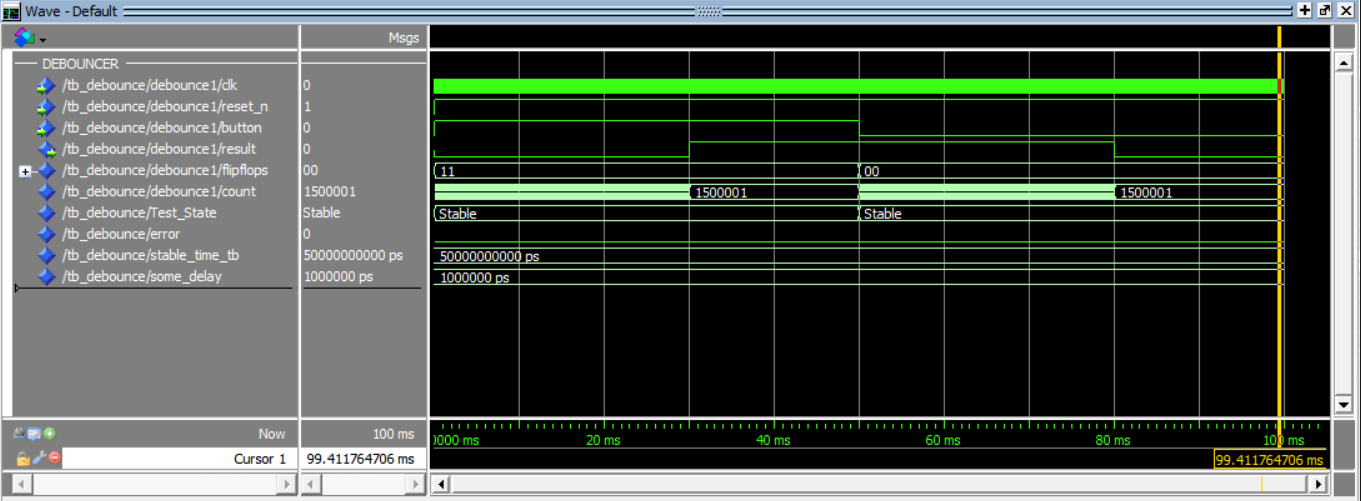 Wave - Default
Msgs
DEBOUNCER
/tb_debounce/debounce1/clk 0
/tb_debounce/debounce1/reset_n 1
/tb_debounce/debounce1/button 0
/tb_debounce/debounce1/result 0
/tb_debounce/debounce1/flipflops 00 11 00
/tb_debounce/debounce1/count 1500001 1500001 1500001
/tb_debounce/Test_State Stable Stable Stable
/tb_debounce/error 0
/tb_debounce/stable_time_tb 50000000000 ps 50000000000 ps
/tb_debounce/some_delay 1000000 ps 1000000 ps
Now 100 ms 0000 ms 20 ms 40 ms 60 ms 80 ms 100 ms
Cursor 1 99.411764706 ms 99.411764706 ms